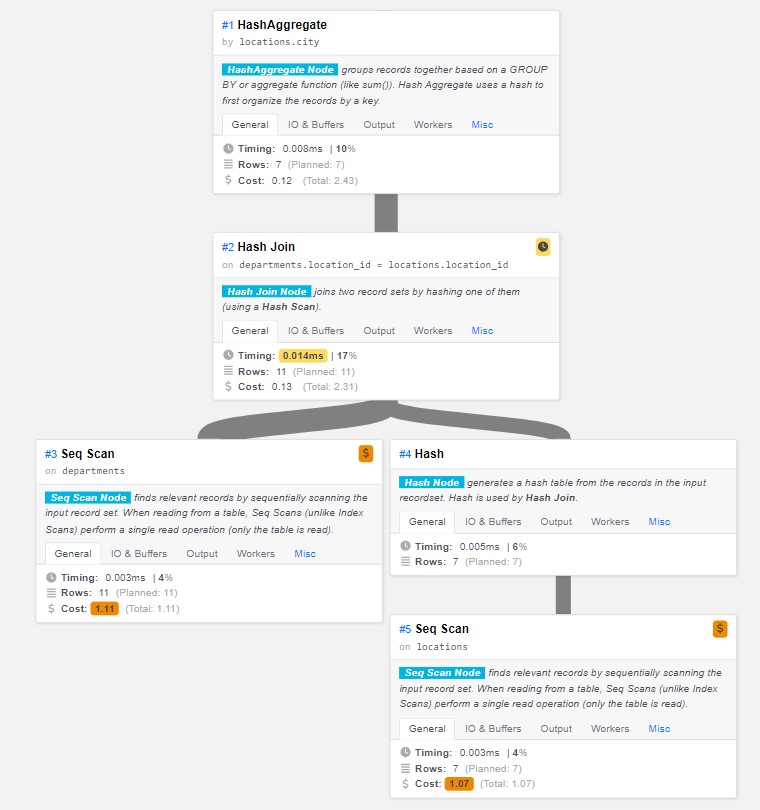 #1 HashAggregate
by locations.city
HashAggregate Node groups records together based on a GROUP
BY or aggregate function (like sum()). Hash Aggregate uses a hash to
first organize the records by a key.
General IO & Buffers Output Workers Misc
Timing: 0.008ms | 10%
Rows: 7 (Planned: 7)
$ Cost: 0.12 (Total: 2.43)
#2 Hash Join
on departments.location_id = locations.location_id
Hash Join Node joins two record sets by hashing one of them
(using a Hash Scan).
General IO & Buffers Output Workers Misc
Timing: 0.014ms | 17%
Rows: 11 (Planned: 11)
$ Cost: 0.13 (Total: 2.31)
#3 Seq Scan $
on departments
Seq Scan Node finds relevant records by sequentially scanning the
input record set. When reading from a table, Seq Scans (unlike Index
Scans) perform a single read operation (only the table is read).
General IO & Buffers Output Workers Misc
Timing: 0.003ms | 4%
Rows: 11 (Planned: 11)
$ Cost: 1.11 (Total: 1.11)
#4 Hash
Hash Node generates a hash table from the records in the input
recordset. Hash is used by Hash Join.
General IO & Buffers Output Workers Misc
Timing: 0.005ms | 6%
Rows: 7 (Planned: 7)
#5 Seq Scan $
on locations
Seq Scan Node finds relevant records by sequentially scanning the
input record set. When reading from a table, Seq Scans (unlike Index
Scans) perform a single read operation (only the table is read).
General IO & Buffers Output Workers Misc
Timing: 0.003ms | 4%
Rows: 7 (Planned: 7)
$ Cost: 1.07 (Total: 1.07)